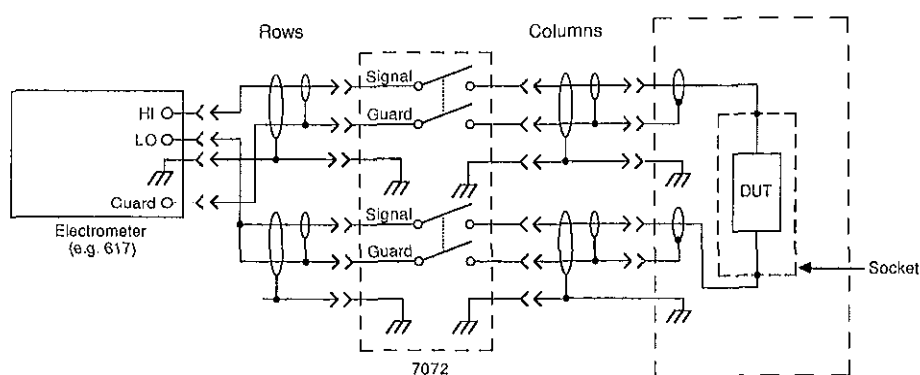 Rows
Columns
Signal
Guard
HI
LO
Guard
Electrometer
(e.g. 617)
Signal
Guard
DUT
Socket
7072